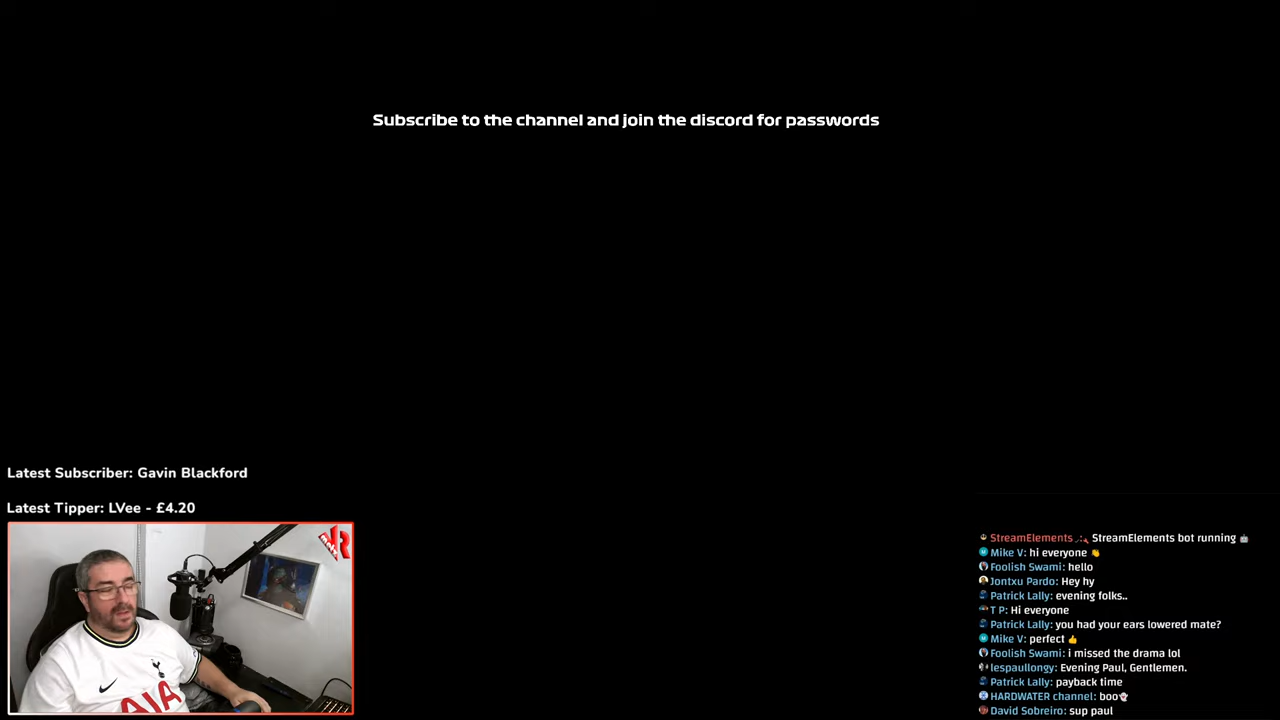 Subscribe to the channel and join the discord for passwords
Latest Subscriber: Gavin Blackford
Latest Tipper: LVee - £4.20
AIA
StreamElements StreamElements bot running 🤖
Mike V: hi everyone 👋
Foolish Swami: hello
Jontxu Pardo: Hey hy
Patrick Lally: evening folks..
T P: Hi everyone
Patrick Lally: you had your ears lowered mate?
Mike V: perfect 👍
Foolish Swami: i missed the drama lol
lespaullongy: Evening Paul, Gentlemen.
Patrick Lally: payback time
HARDWATER channel: boo👻
David Sobreiro: sup paul